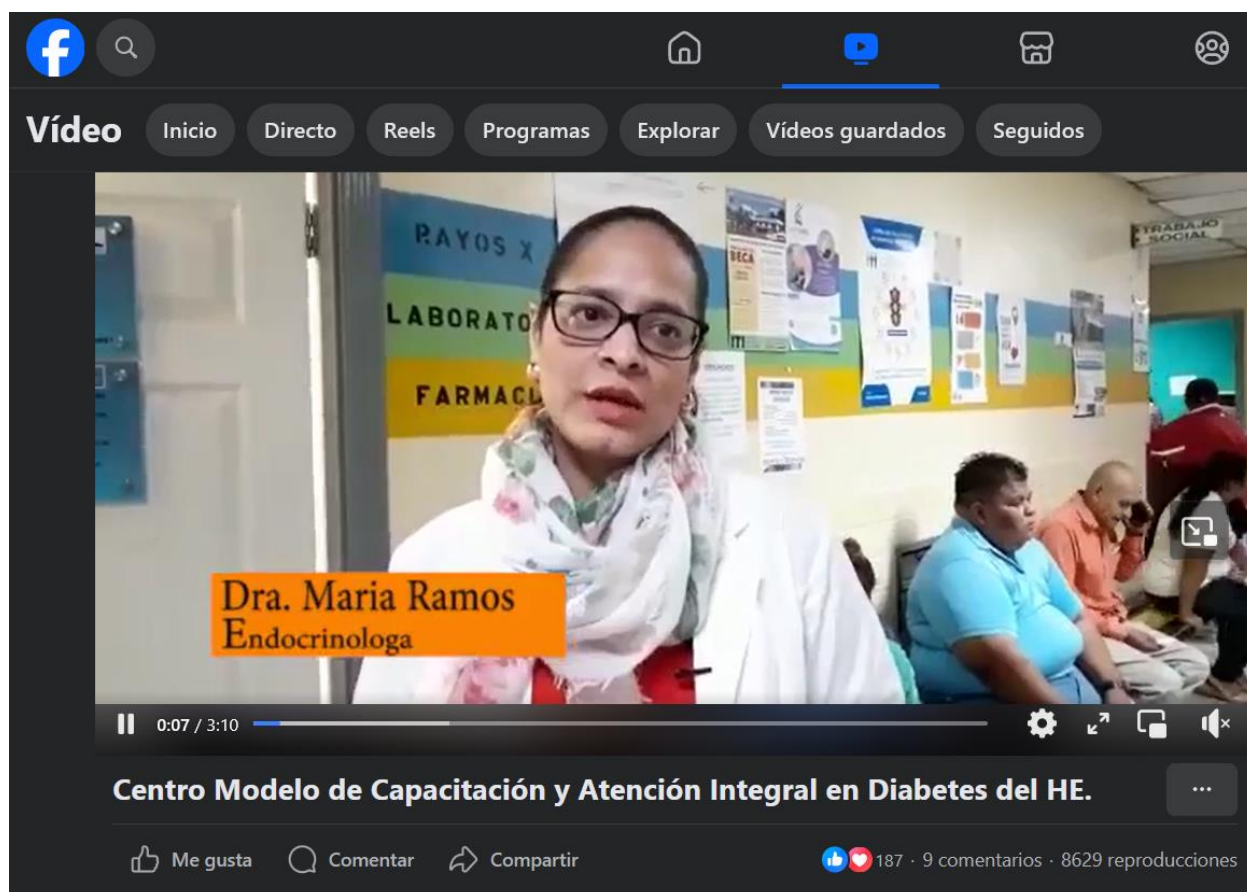 Vídeo
Inicio
Directo
Reels
Programas
Explorar
Vídeos guardados
Seguidos
RAYOS X
LABORATO
FARMACI
BECA
TRABAJO
SOCIAL
Dra. Maria Ramos
Endocrinologa
0:07 / 3:10
Centro Modelo de Capacitación y Atención Integral en Diabetes del HE.
Me gusta
Comentar
Compartir
187 · 9 comentarios · 8629 reproducciones